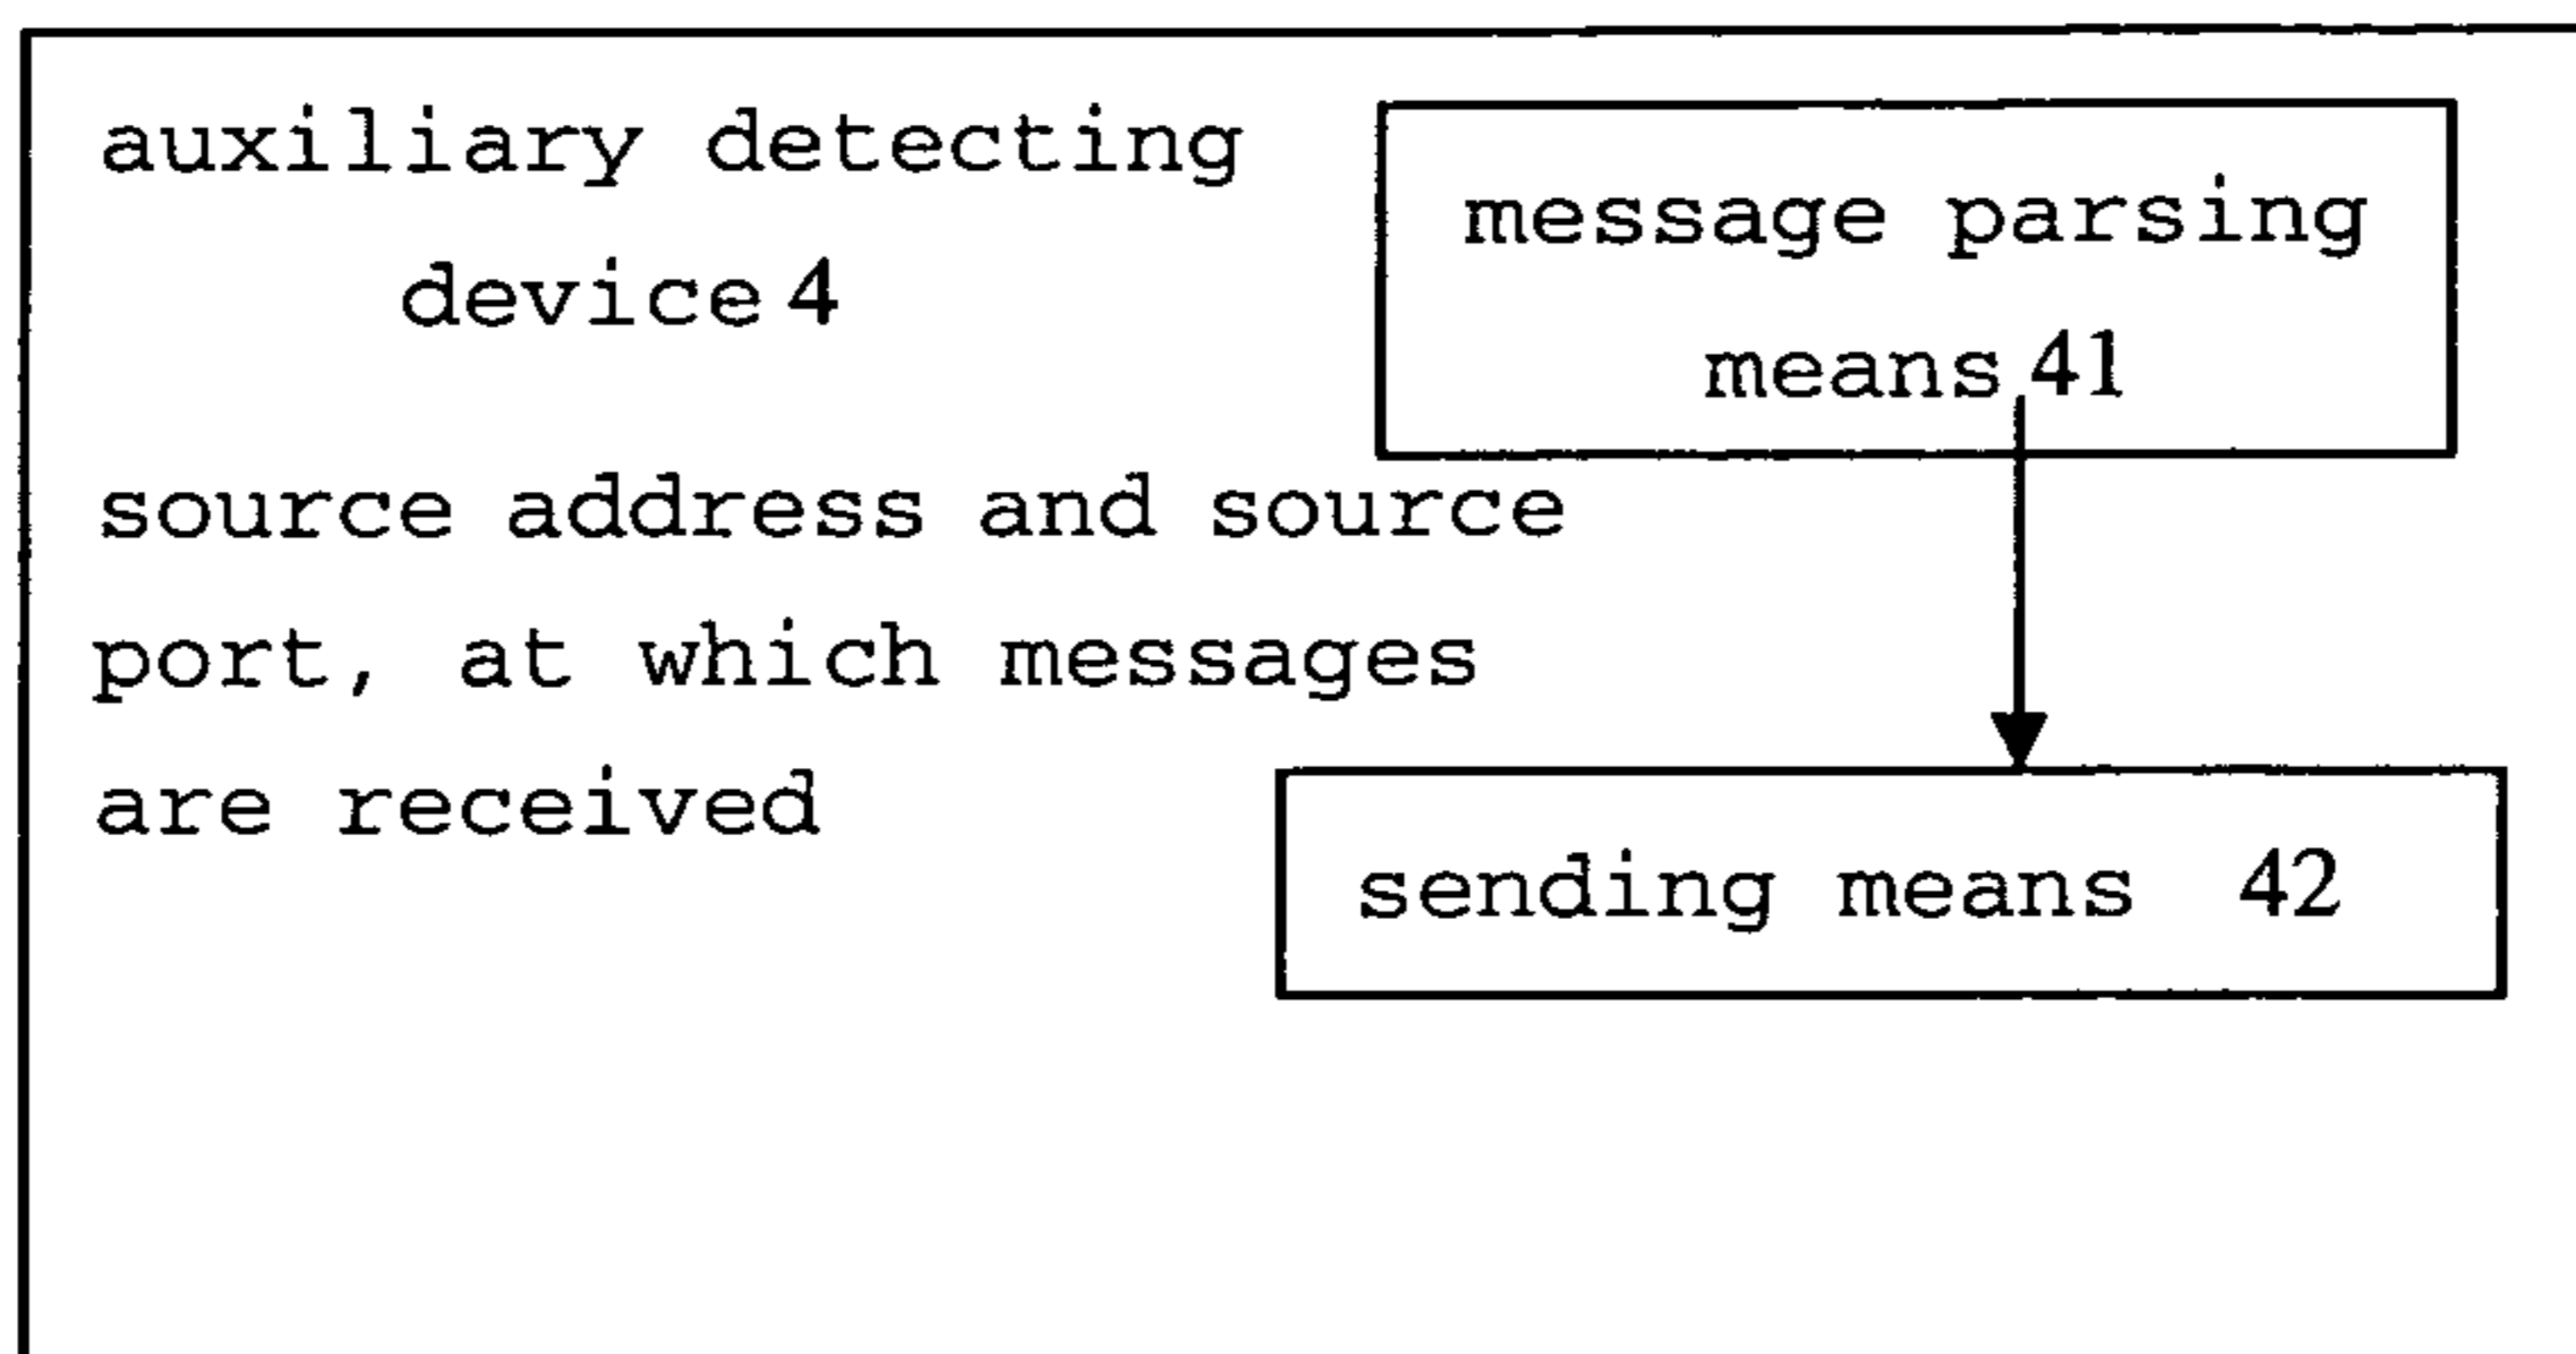 auxiliary detecting
device 4
message parsing
means 41
source address and source
port, at which messages
are received
sending means 42